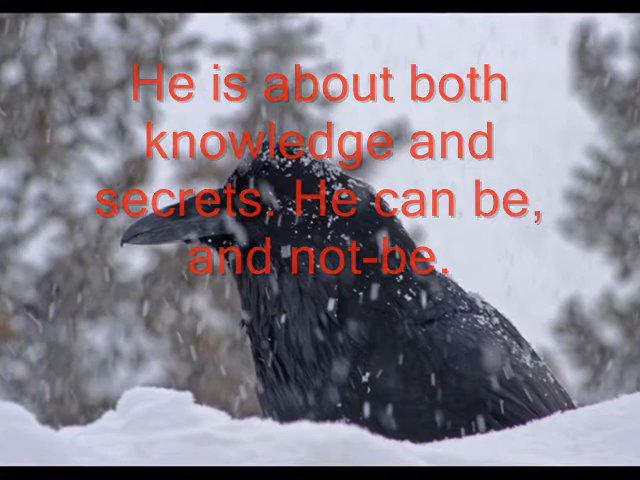 He is about both
knowledge and
secrets. He can be,
and not-be.